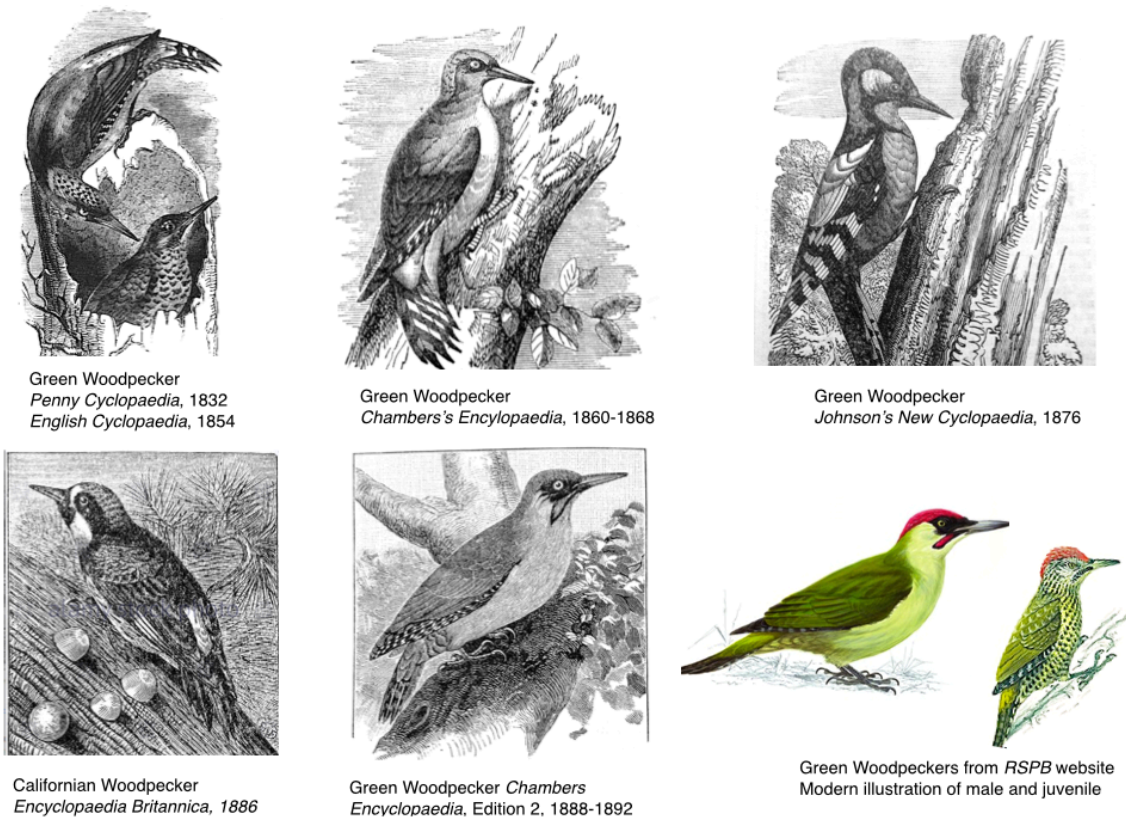 Green Woodpecker
Penny Cyclopaedia, 1832
English Cyclopaedia, 1854
Green Woodpecker
Chambers's Encylopaedia, 1860-1868
Green Woodpecker
Johnson's New Cyclopaedia, 1876
Californian Woodpecker
Encyclopaedia Britannica, 1886
Green Woodpecker Chambers
Encyclopaedia, Edition 2, 1888-1892
Green Woodpeckers from RSPB website
Modern illustration of male and juvenile